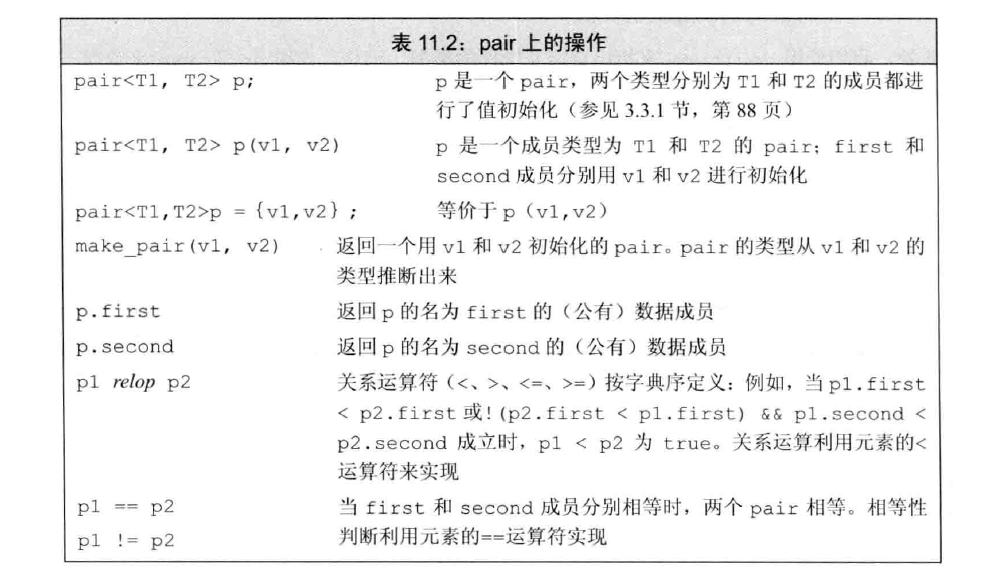 表 11.2：pair 上的操作
pair<T1, T2> p; p 是一个 pair，两个类型分别为 T1 和 T2 的成员都进
行了值初始化（参见 3.3.1 节，第 88 页）
pair<T1, T2> p(v1, v2) p 是一个成员类型为 T1 和 T2 的 pair；first 和
second 成员分别用 v1 和 v2 进行初始化
pair<T1,T2>p = {v1,v2} ; 等价于 p（v1,v2）
make_pair(v1, v2) 返回一个用 v1 和 v2 初始化的 pair。pair 的类型从 v1 和 v2 的
类型推断出来
p.first 返回 p 的名为 first 的（公有）数据成员
p.second 返回 p 的名为 second 的（公有）数据成员
p1 relop p2 关系运算符（<、>、<=、>=）按字典序定义：例如，当 p1.first
< p2.first 或! (p2.first < p1.first) && p1.second <
p2.second 成立时，p1 < p2 为 true。关系运算利用元素的<
运算符来实现
p1 == p2 当 first 和 second 成员分别相等时，两个 pair 相等。相等性
p1 != p2 判断利用元素的==运算符实现